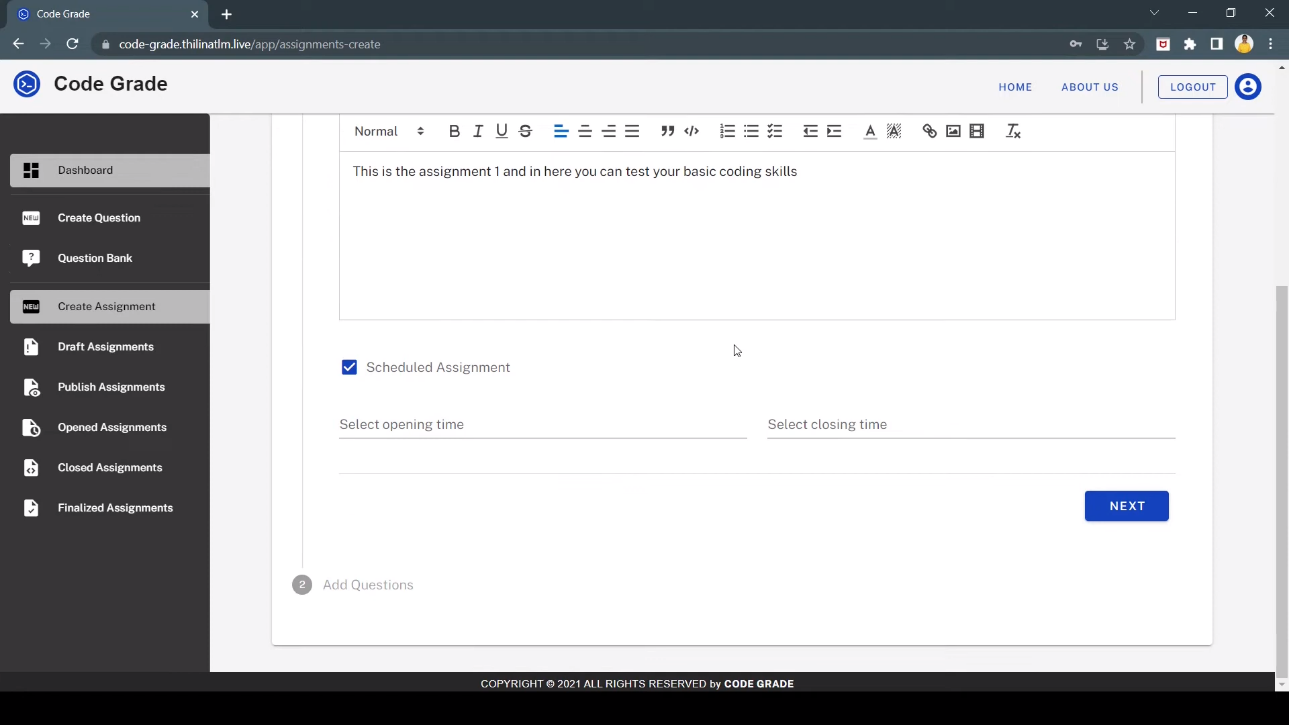 Code Grade
code-grade.thilinatlm.live/app/assignments-create
Code Grade
HOME
ABOUT US
LOGOUT
Dashboard
NEW Create Question
Question Bank
NEW Create Assignment
Draft Assignments
Publish Assignments
Opened Assignments
Closed Assignments
Finalized Assignments
Normal
This is the assignment 1 and in here you can test your basic coding skills
Scheduled Assignment
Select opening time
Select closing time
NEXT
2 Add Questions
COPYRIGHT © 2021 ALL RIGHTS RESERVED by CODE GRADE